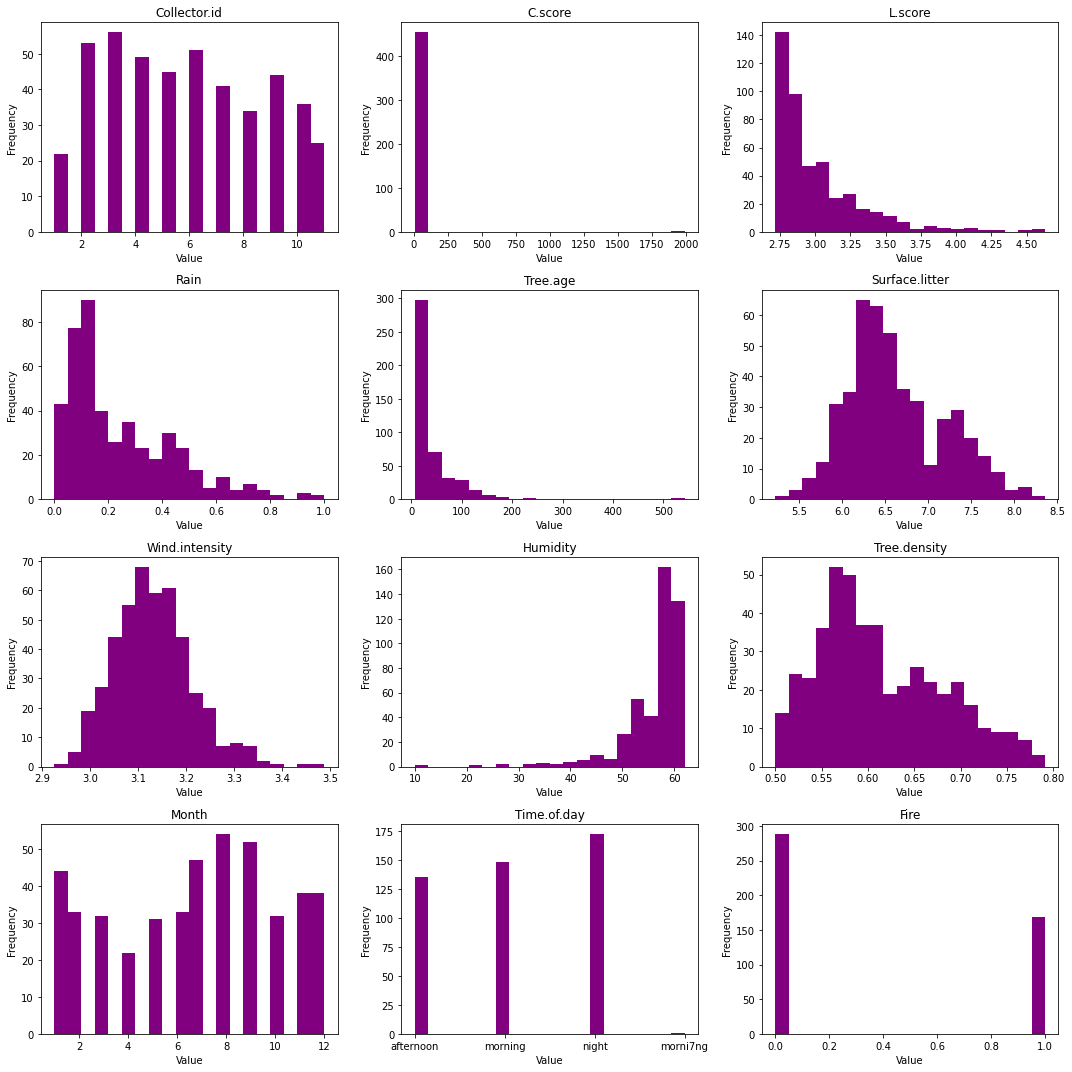 Collector.id
Frequency
50
40
30
20
10
0
2 4 6 8 10
Value
C.score
Frequency
400
300
200
100
0
0 250 500 750 1000 1250 1500 1750 2000
Value
L.score
Frequency
140
120
100
80
60
40
20
0
2.75 3.00 3.25 3.50 3.75 4.00 4.25 4.50
Value
Rain
Frequency
80
60
40
20
0
0.0 0.2 0.4 0.6 0.8 1.0
Value
Tree.age
Frequency
300
250
200
150
100
50
0
0 100 200 300 400 500
Value
Surface.litter
Frequency
60
50
40
30
20
10
0
5.5 6.0 6.5 7.0 7.5 8.0 8.5
Value
Wind.intensity
Frequency
70
60
50
40
30
20
10
0
2.9 3.0 3.1 3.2 3.3 3.4 3.5
Value
Humidity
Frequency
160
140
120
100
80
60
40
20
0
10 20 30 40 50 60
Value
Tree.density
Frequency
50
40
30
20
10
0
0.50 0.55 0.60 0.65 0.70 0.75 0.80
Value
Month
Frequency
50
40
30
20
10
0
2 4 6 8 10 12
Value
Time.of.day
Frequency
175
150
125
100
75
50
25
0
afternoon morning night morni7ng
Value
Fire
Frequency
300
250
200
150
100
50
0
0.0 0.2 0.4 0.6 0.8 1.0
Value